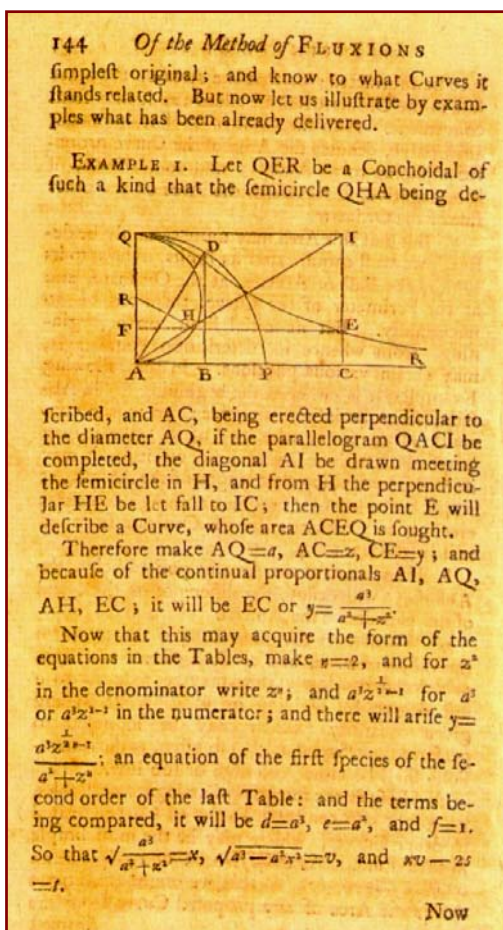 144 Of the Method of FLUXIONS
ſimpleſt original; and know to what Curves it
ſtands related. But now let us illuſtrate by exam-
ples what has been already delivered.
EXAMPLE I. Let QER be a Conchoidal of
ſuch a kind that the ſemicircle QHA being de-
Q D I
R H
F E
A B P C R
ſcribed, and AC, being erected perpendicular to
the diameter AQ, if the parallelogram QACI be
completed, the diagonal AI be drawn meeting
the ſemicircle in H, and from H the perpendicu-
lar HE be let fall to IC; then the point E will
deſcribe a Curve, whoſe area ACEQ is ſought.
Therefore make AQ=a, AC=z, CE=y; and
becauſe of the continual proportionals AI, AQ,
AH, EC; it will be EC or y= a³/(a²+z²).
Now that this may acquire the form of the
equations in the Tables, make n=2, and for z²
in the denominator write zⁿ; and a³z^(½n-1) for a³
or a³z¹⁻¹ in the numerator; and there will ariſe y=
a³z^(½n-1)/(a²+zⁿ), an equation of the firſt ſpecies of the ſe-
cond order of the laſt Table: and the terms be-
ing compared, it will be d=a³, e=a², and f=1.
So that √(a³/(a²+z²))=x, √(a³-a²x²)=v, and xv-2s
=t.
Now